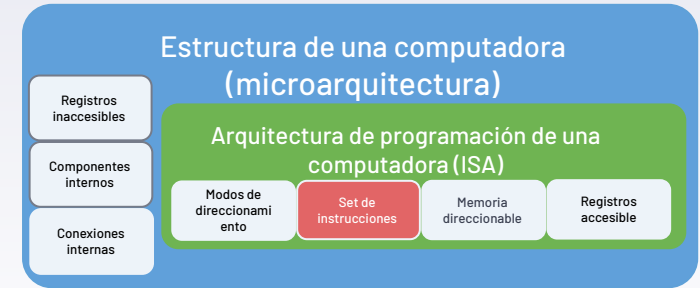 Estructura de una computadora
(microarquitectura)
Registros
inaccesibles
Componentes
internos
Conexiones
internas
Arquitectura de programación de una
computadora (ISA)
Modos de
direccionami
ento
Set de
instrucciones
Memoria
direccionable
Registros
accesible